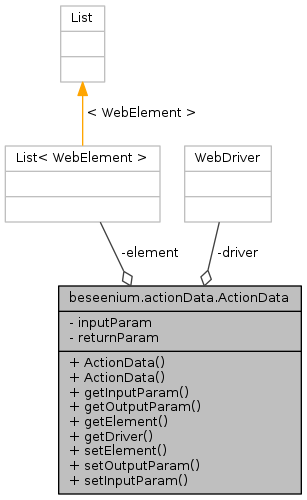 List
< WebElement >
List< WebElement >
WebDriver
-element
-driver
beseenium.actionData.ActionData
- inputParam
- returnParam
+ ActionData()
+ ActionData()
+ getInputParam()
+ getOutputParam()
+ getElement()
+ getDriver()
+ setElement()
+ setOutputParam()
+ setInputParam()